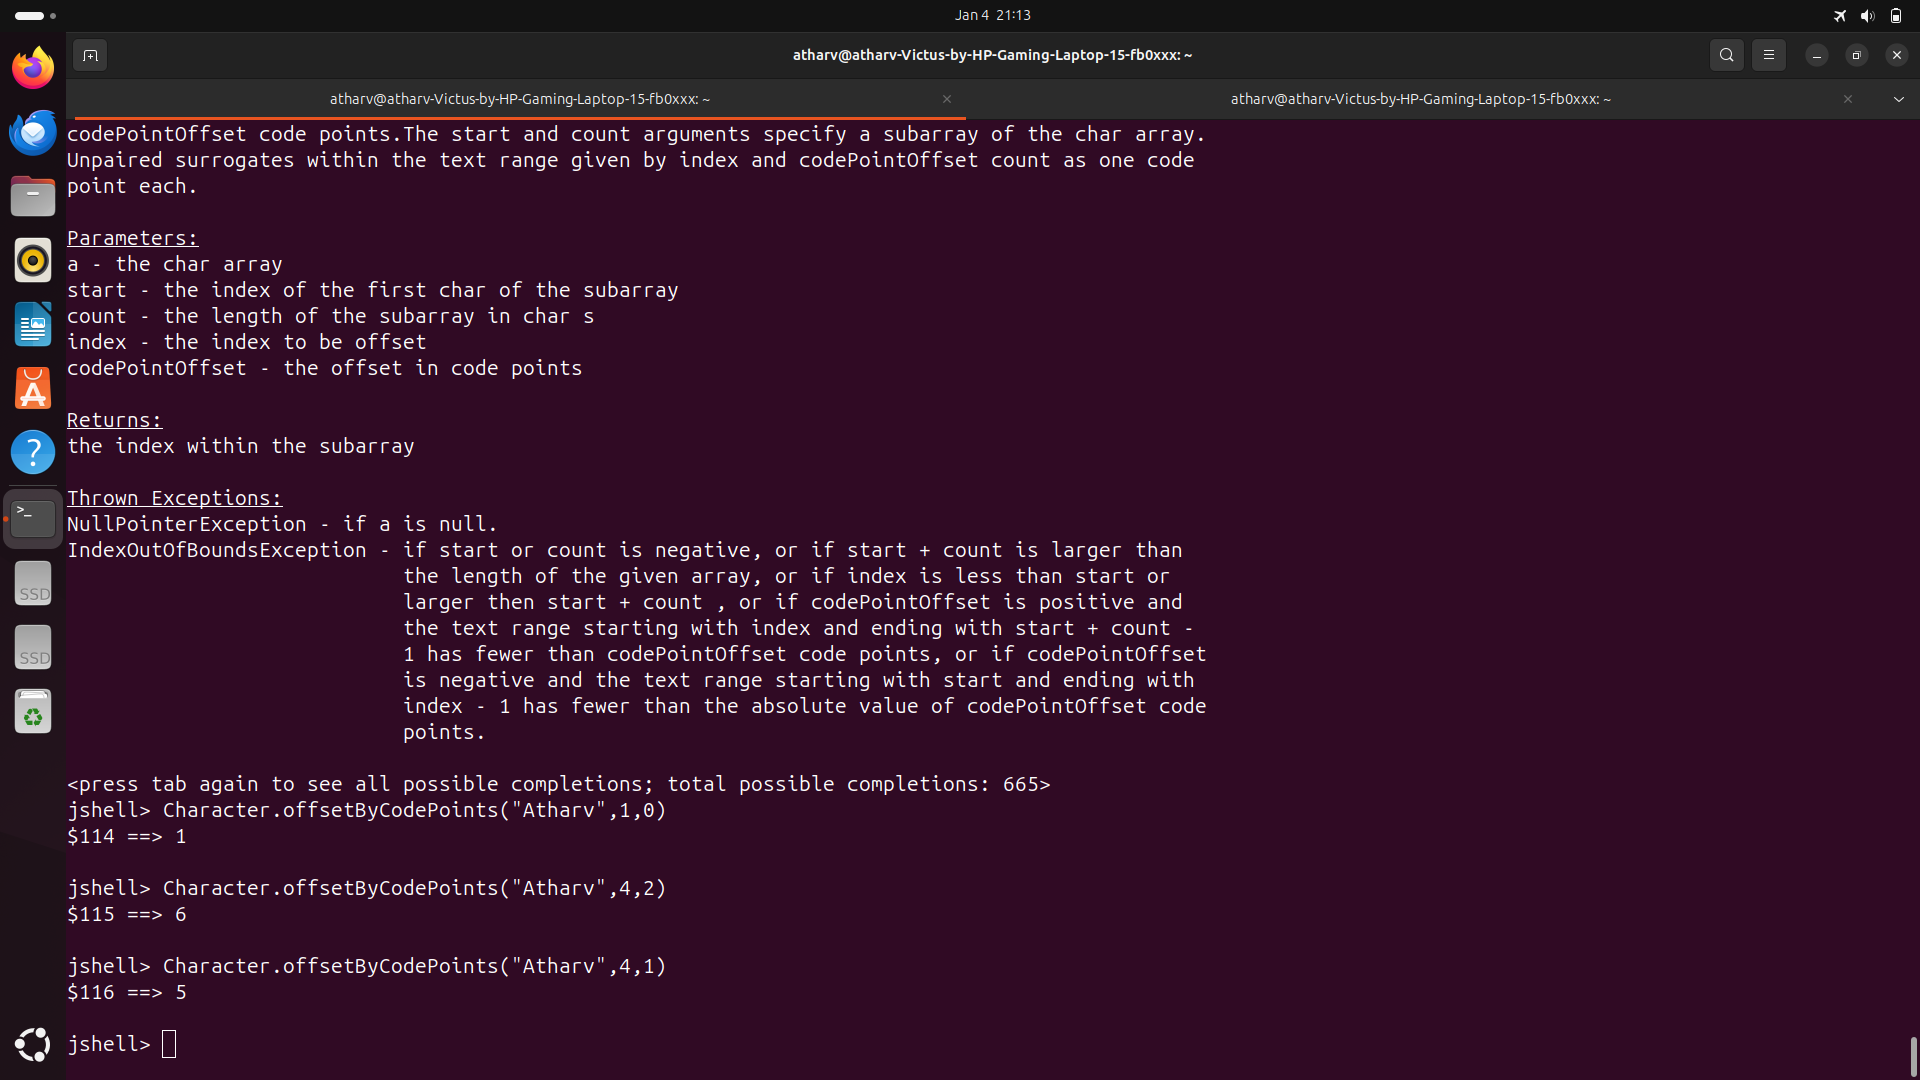 Jan 4 21:13
atharv@atharv-Victus-by-HP-Gaming-Laptop-15-fb0xxx: ~
atharv@atharv-Victus-by-HP-Gaming-Laptop-15-fb0xxx: ~
atharv@atharv-Victus-by-HP-Gaming-Laptop-15-fb0xxx: ~
codePointOffset code points.The start and count arguments specify a subarray of the char array.
Unpaired surrogates within the text range given by index and codePointOffset count as one code
point each.
Parameters:
a - the char array
start - the index of the first char of the subarray
count - the length of the subarray in char s
index - the index to be offset
codePointOffset - the offset in code points
Returns:
the index within the subarray
Thrown Exceptions:
NullPointerException - if a is null.
IndexOutOfBoundsException - if start or count is negative, or if start + count is larger than
the length of the given array, or if index is less than start or
larger then start + count , or if codePointOffset is positive and
the text range starting with index and ending with start + count -
1 has fewer than codePointOffset code points, or if codePointOffset
is negative and the text range starting with start and ending with
index - 1 has fewer than the absolute value of codePointOffset code
points.
<press tab again to see all possible completions; total possible completions: 665>
jshell> Character.offsetByCodePoints("Atharv",1,0)
$114 ==> 1
jshell> Character.offsetByCodePoints("Atharv",4,2)
$115 ==> 6
jshell> Character.offsetByCodePoints("Atharv",4,1)
$116 ==> 5
jshell>
>_
SSD
SSD